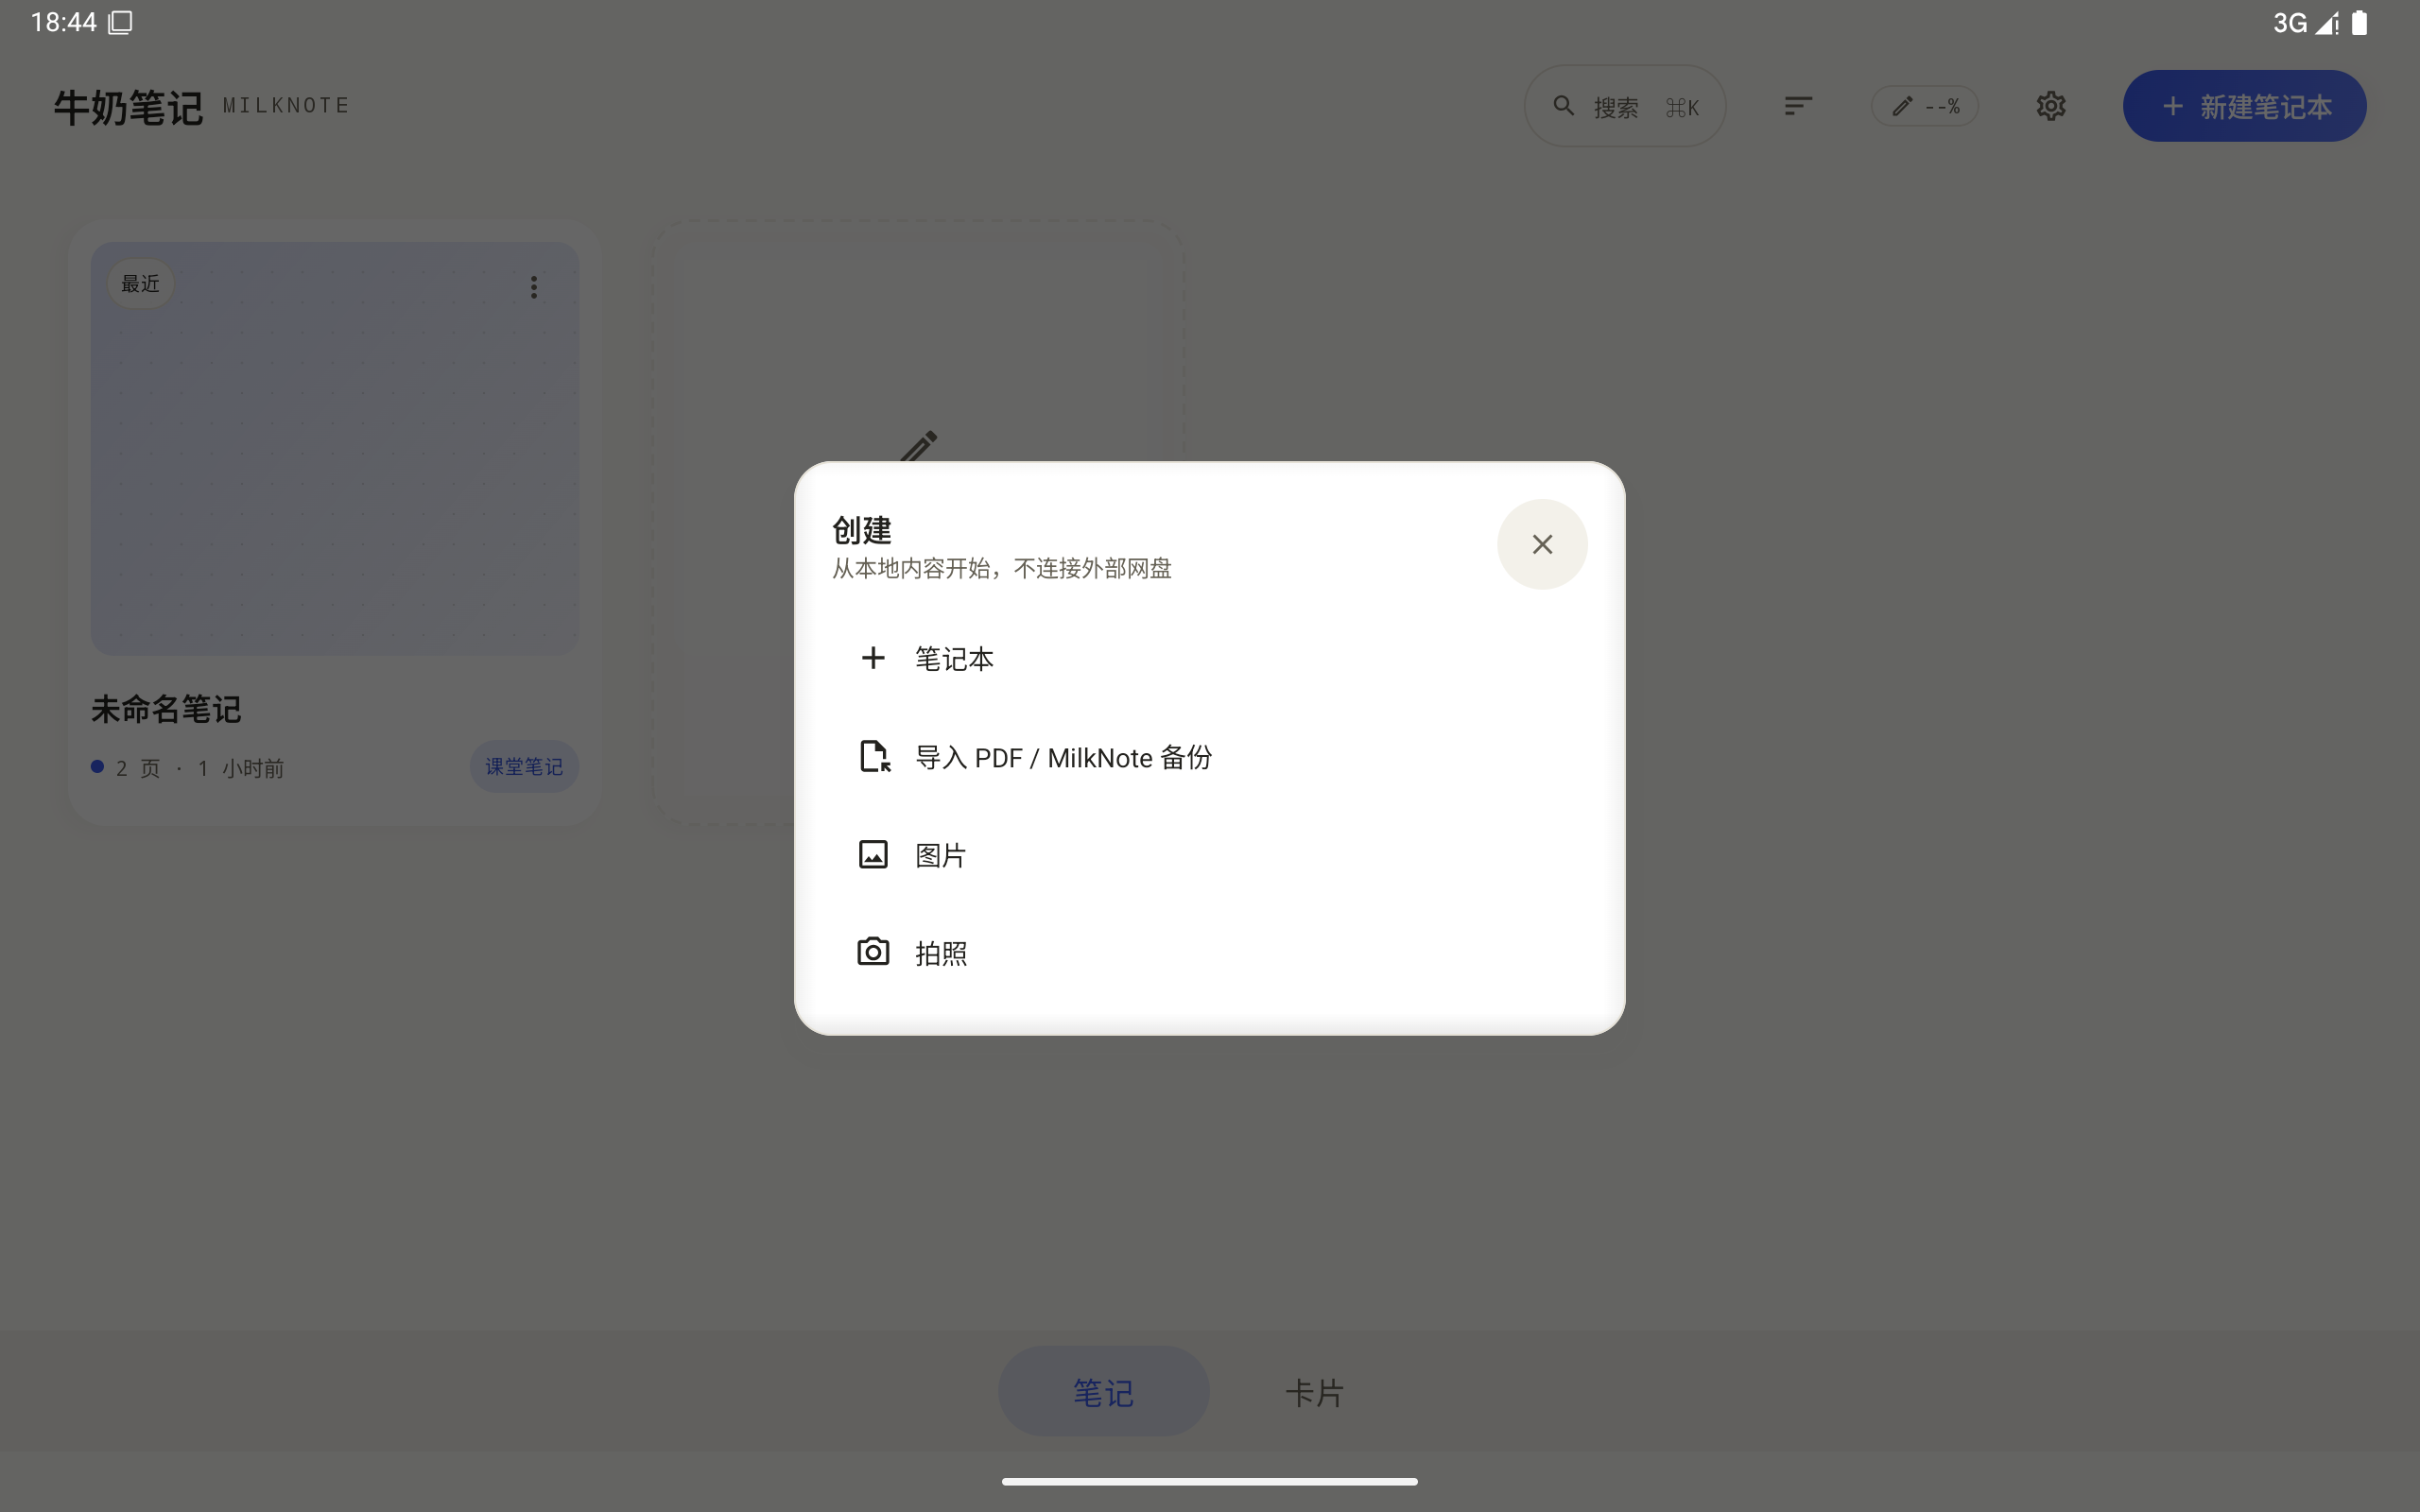 18:44
3G
牛奶笔记 MILKNOTE
搜索 ⌘K
--%
新建笔记本
最近
未命名笔记
2 页 · 1 小时前
课堂笔记
创建
从本地内容开始，不连接外部网盘
笔记本
导入 PDF / MilkNote 备份
图片
拍照
笔记
卡片